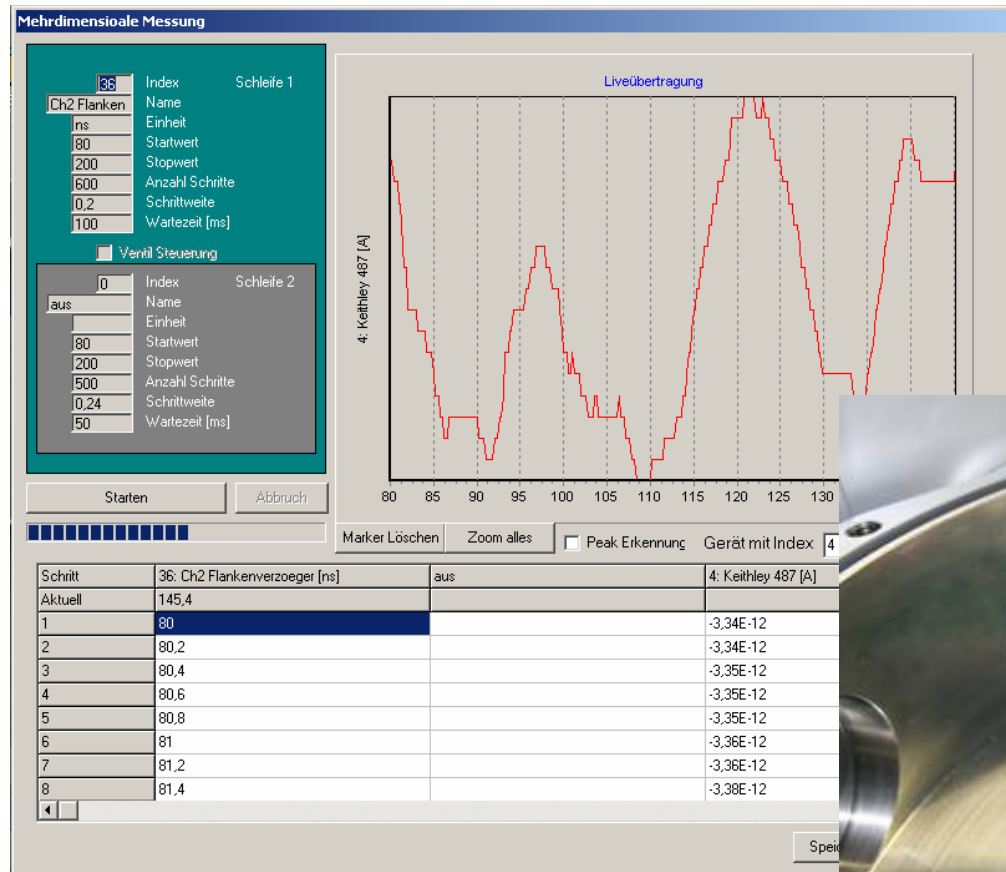 Mehrdimensioale Messung
36 Index Schleife 1
Ch2 Flanken Name
ns Einheit
80 Startwert
200 Stopwert
600 Anzahl Schritte
0,2 Schrittweite
100 Wartezeit [ms]
Ventil Steuerung
0 Index Schleife 2
aus Name
Einheit
80 Startwert
200 Stopwert
500 Anzahl Schritte
0,24 Schrittweite
50 Wartezeit [ms]
Starten Abbruch
Liveübertragung
4: Keithley 487 [A]
80 85 90 95 100 105 110 115 120 125 130
Marker Löschen Zoom alles Peak Erkennung Gerät mit Index 4
Schritt 36: Ch2 Flankenverzoeger [ns] aus 4: Keithley 487 [A]
Aktuell 145,4
1 80 -3,34E-12
2 80,2 -3,34E-12
3 80,4 -3,35E-12
4 80,6 -3,35E-12
5 80,8 -3,35E-12
6 81 -3,36E-12
7 81,2 -3,36E-12
8 81,4 -3,38E-12